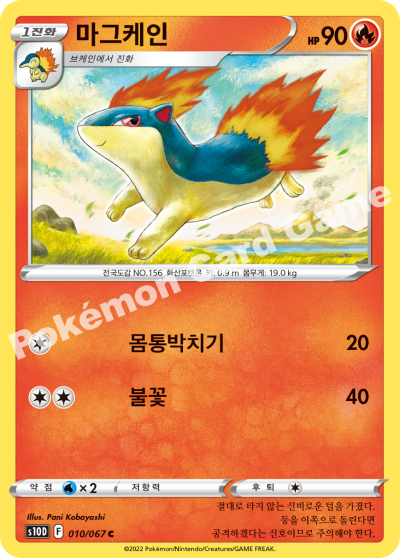 1진화
마그케인
HP 90
브케인에서 진화
Pokémon Card Game
전국도감 NO.156 화산포켓몬 키: 0.9 m 몸무게: 19.0 kg
몸통박치기 20
불꽃 40
약점 ×2 저항력 후퇴
Illus. Pani Kobayashi
s10D F 010/067 C
절대로 타지 않는 신비로운 털을 가졌다.
등을 이쪽으로 돌린다면
공격하겠다는 신호이므로 주의해야 한다.
©2022 Pokémon/Nintendo/Creatures/GAME FREAK.